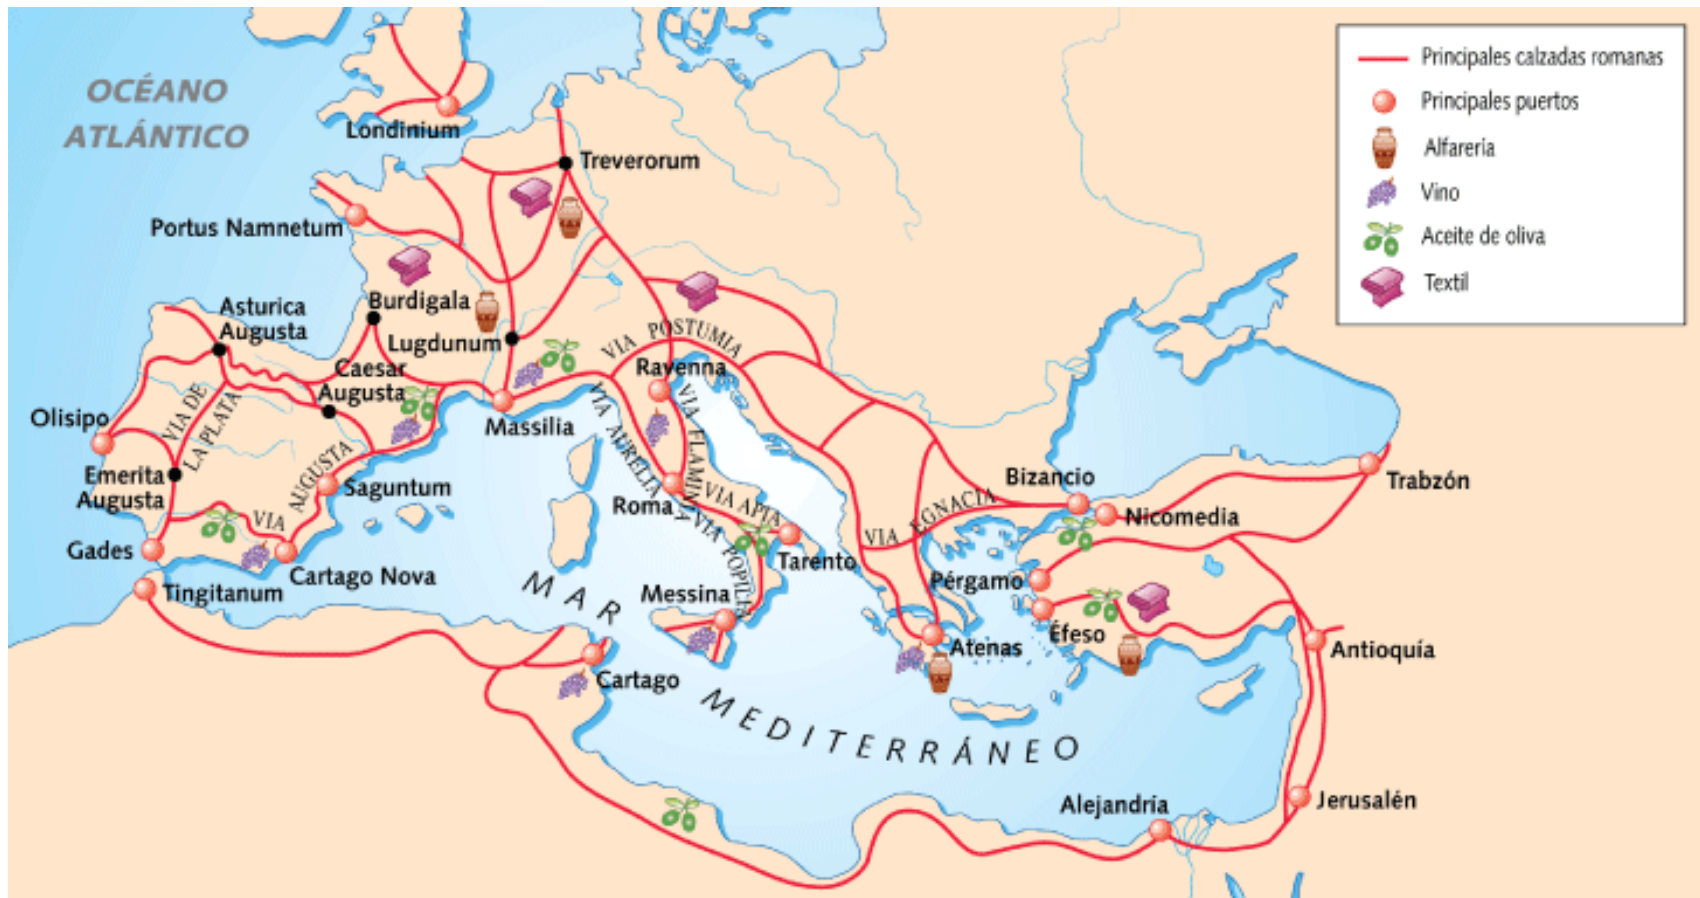 OCÉANO
ATLÁNTICO
Principales calzadas romanas
Principales puertos
Alfarería
Vino
Aceite de oliva
Textil
Londinium
Treverorum
Portus Namnetum
Asturica
Augusta
Burdigala
Lugdunum
Caesar
Augusta
VIA POSTUMIA
Ravenna
Olisipo
VIA DE
LA PLATA
Massilia
VIA AURELIA
VIA FLAMINIA
Emerita
Augusta
VIA AUGUSTA
Saguntum
Roma
VIA APIA
VIA POPILIA
Bizancio
Trabzón
VIA EGNACIA
Nicomedia
Gades
Cartago Nova
Tarento
Tingitanum
Messina
Pérgamo
Éfeso
Atenas
Antioquía
Cartago
MAR
MEDITERRÁNEO
Alejandría
Jerusalén